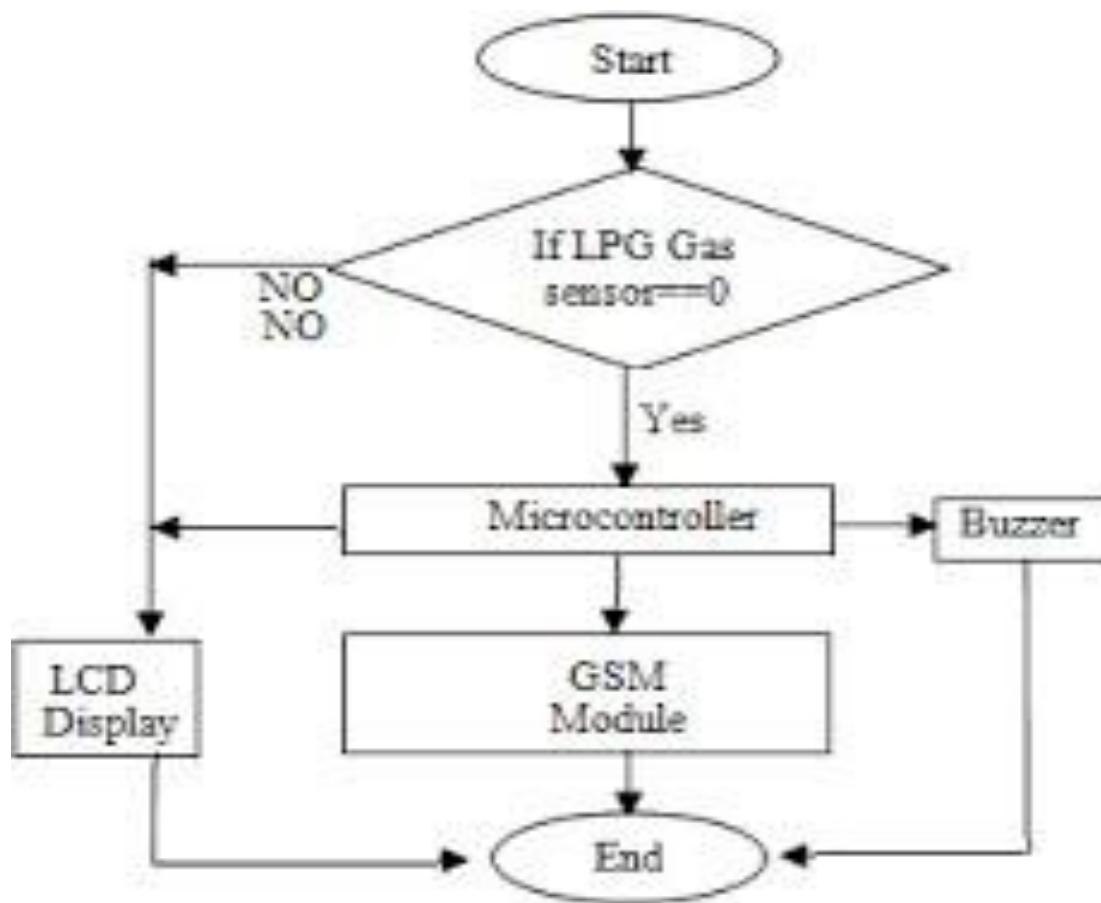 Start
If LPG Gas
sensor==0
NO
NO
Yes
Microcontroller
Buzzer
LCD
Display
GSM
Module
End